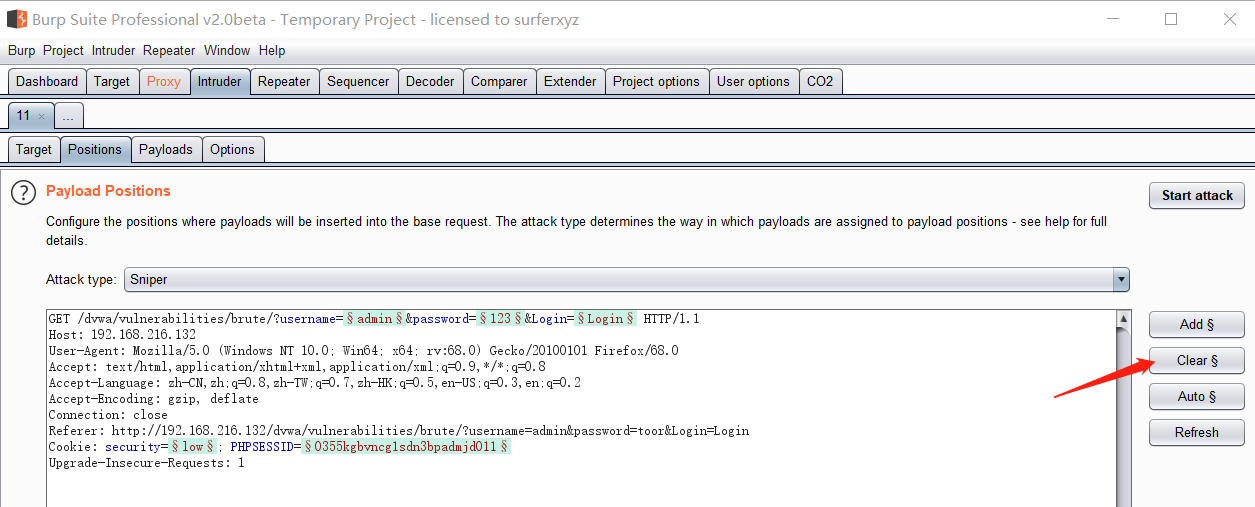 Burp Suite Professional v2.0beta - Temporary Project - licensed to surferxyz
Burp Project Intruder Repeater Window Help
Dashboard Target Proxy Intruder Repeater Sequencer Decoder Comparer Extender Project options User options CO2
11 × ...
Target Positions Payloads Options
? Payload Positions
Start attack
Configure the positions where payloads will be inserted into the base request. The attack type determines the way in which payloads are assigned to payload positions - see help for full
details.
Attack type: Sniper
GET /dvwa/vulnerabilities/brute/?username=§admin§&password=§123§&Login=§Login§ HTTP/1.1
Host: 192.168.216.132
User-Agent: Mozilla/5.0 (Windows NT 10.0; Win64; x64; rv:68.0) Gecko/20100101 Firefox/68.0
Accept: text/html,application/xhtml+xml,application/xml;q=0.9,*/*;q=0.8
Accept-Language: zh-CN,zh;q=0.8,zh-TW;q=0.7,zh-HK;q=0.5,en-US;q=0.3,en;q=0.2
Accept-Encoding: gzip, deflate
Connection: close
Referer: http://192.168.216.132/dvwa/vulnerabilities/brute/?username=admin&password=toor&Login=Login
Cookie: security=§low§; PHPSESSID=§0355kgbvncglsdn3bpadmjd011§
Upgrade-Insecure-Requests: 1
Add §
Clear §
Auto §
Refresh